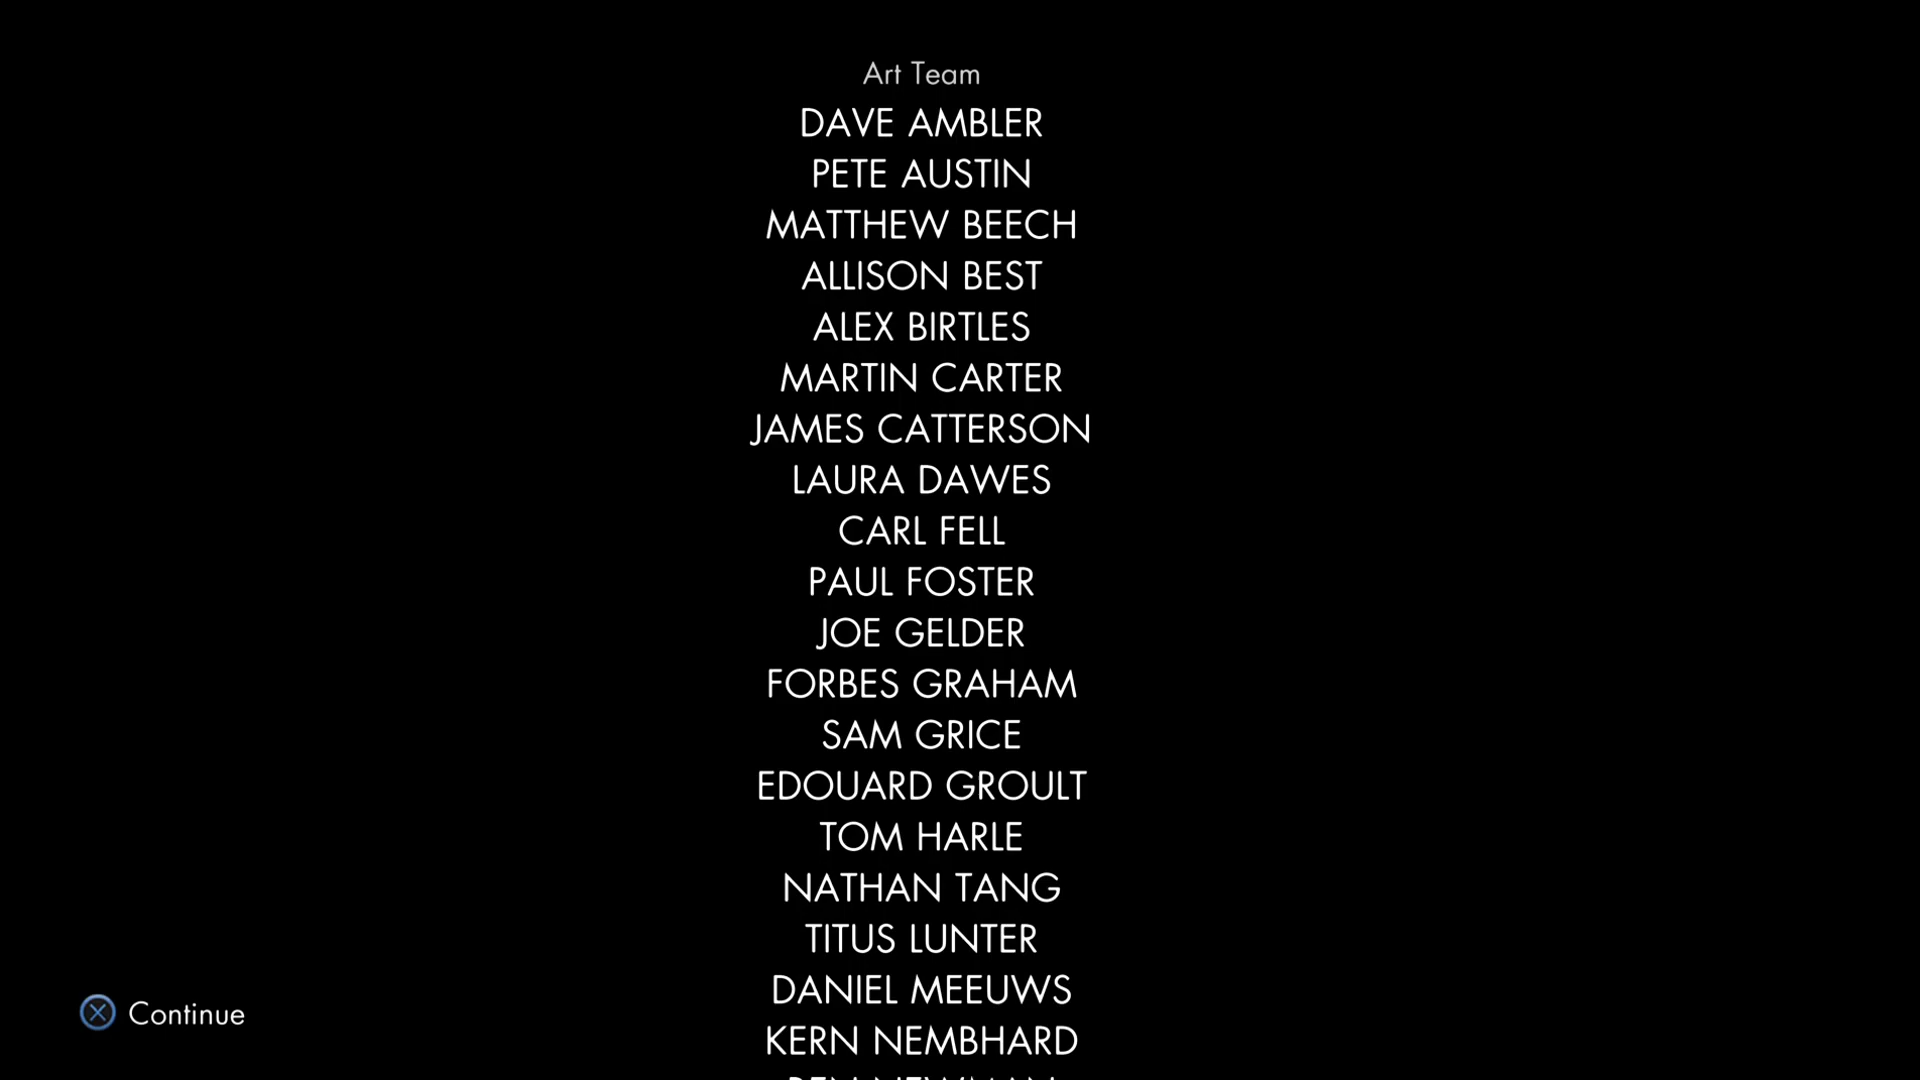 Art Team
DAVE AMBLER
PETE AUSTIN
MATTHEW BEECH
ALLISON BEST
ALEX BIRTLES
MARTIN CARTER
JAMES CATTERSON
LAURA DAWES
CARL FELL
PAUL FOSTER
JOE GELDER
FORBES GRAHAM
SAM GRICE
EDOUARD GROULT
TOM HARLE
NATHAN TANG
TITUS LUNTER
DANIEL MEEUWS
Continue
KERN NEMBHARD